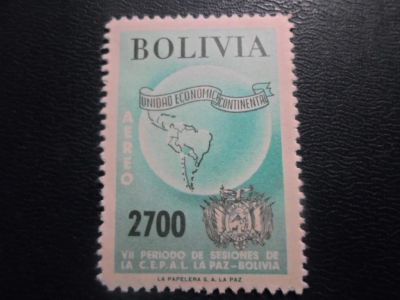 BOLIVIA
UNIDAD ECONOMICA CONTINENTAL
AEREO
2700
VII PERIODO DE SESIONES DE
LA C.E.P.A.L. LA PAZ-BOLIVIA
LA PAPELERA S. A. LA PAZ